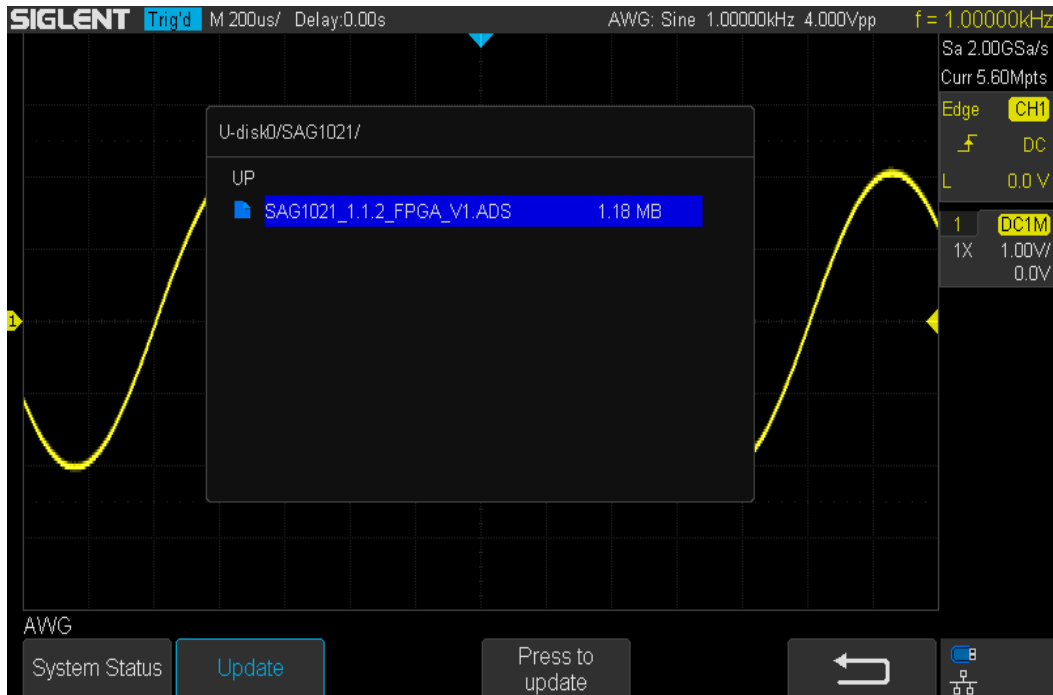 SIGLENT Trig'd M 200us/ Delay:0.00s AWG: Sine 1.00000kHz 4.000Vpp f = 1.00000kHz
Sa 2.00GSa/s
Curr 5.60Mpts
Edge CH1
DC
L 0.0 V
1 DC1M
1X 1.00V/
0.0V
U-disk0/SAG1021/
UP
SAG1021_1.1.2_FPGA_V1.ADS 1.18 MB
1
AWG
System Status Update Press to
update